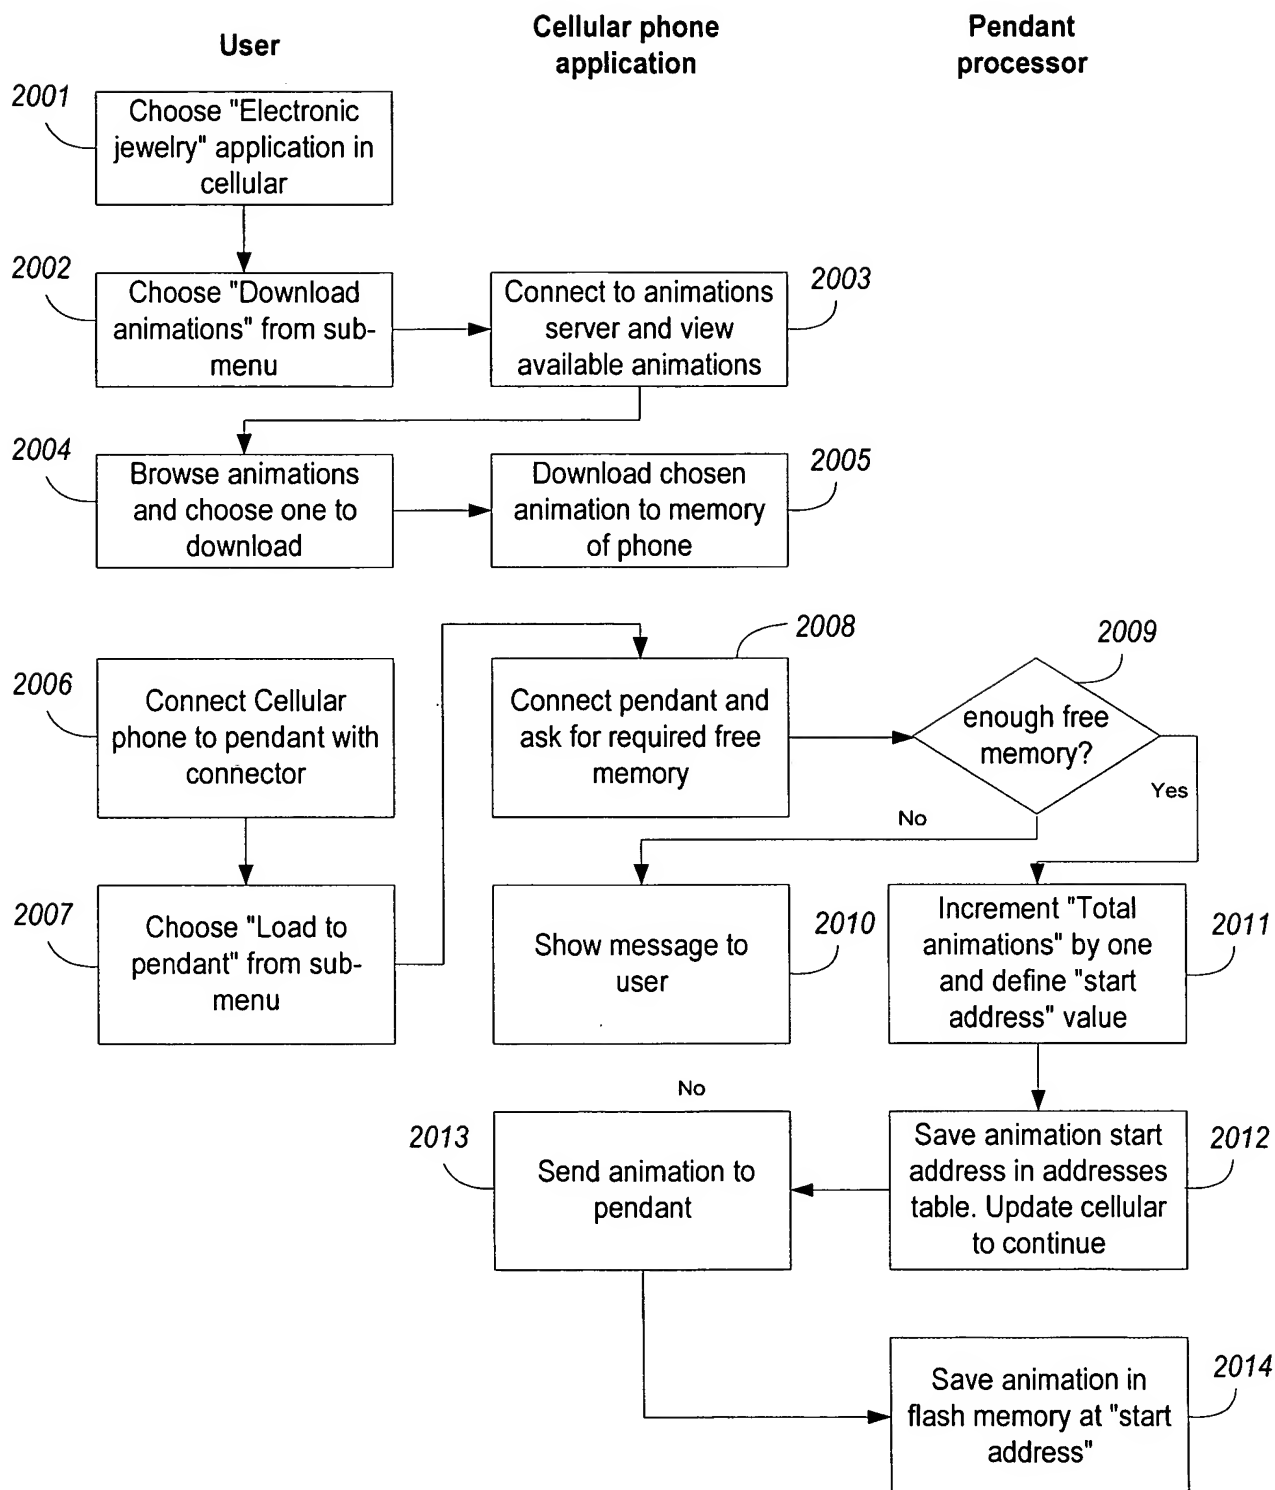 User
Cellular phone
application
Pendant
processor
2001
Choose "Electronic
jewelry" application in
cellular
2002
Choose "Download
animations" from sub-
menu
2003
Connect to animations
server and view
available animations
2004
Browse animations
and choose one to
download
2005
Download chosen
animation to memory
of phone
2006
Connect Cellular
phone to pendant with
connector
2008
Connect pendant and
ask for required free
memory
2009
enough free
memory?
Yes
No
2007
Choose "Load to
pendant" from sub-
menu
2010
Show message to
user
2011
Increment "Total
animations" by one
and define "start
address" value
No
2013
Send animation to
pendant
2012
Save animation start
address in addresses
table. Update cellular
to continue
2014
Save animation in
flash memory at "start
address"